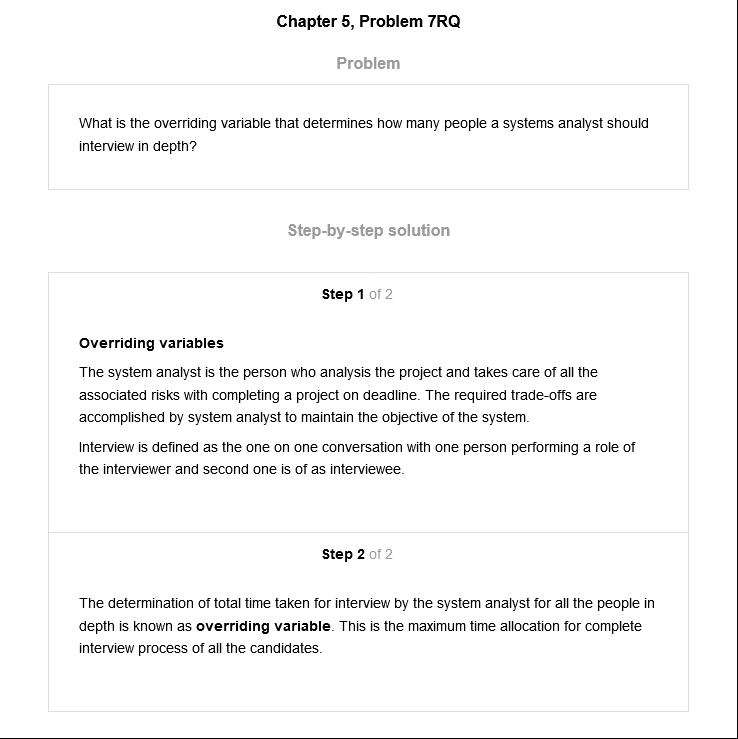 Chapter 5, Problem 7RQ
Problem
What is the overriding variable that determines how many people a systems analyst should
interview in depth?
Step-by-step solution
Step 1 of 2
Overriding variables
The system analyst is the person who analysis the project and takes care of all the
associated risks with completing a project on deadline. The required trade-offs are
accomplished by system analyst to maintain the objective of the system.
Interview is defined as the one on one conversation with one person performing a role of
the interviewer and second one is of as interviewee.
Step 2 of 2
The determination of total time taken for interview by the system analyst for all the people in
depth is known as overriding variable. This is the maximum time allocation for complete
interview process of all the candidates.